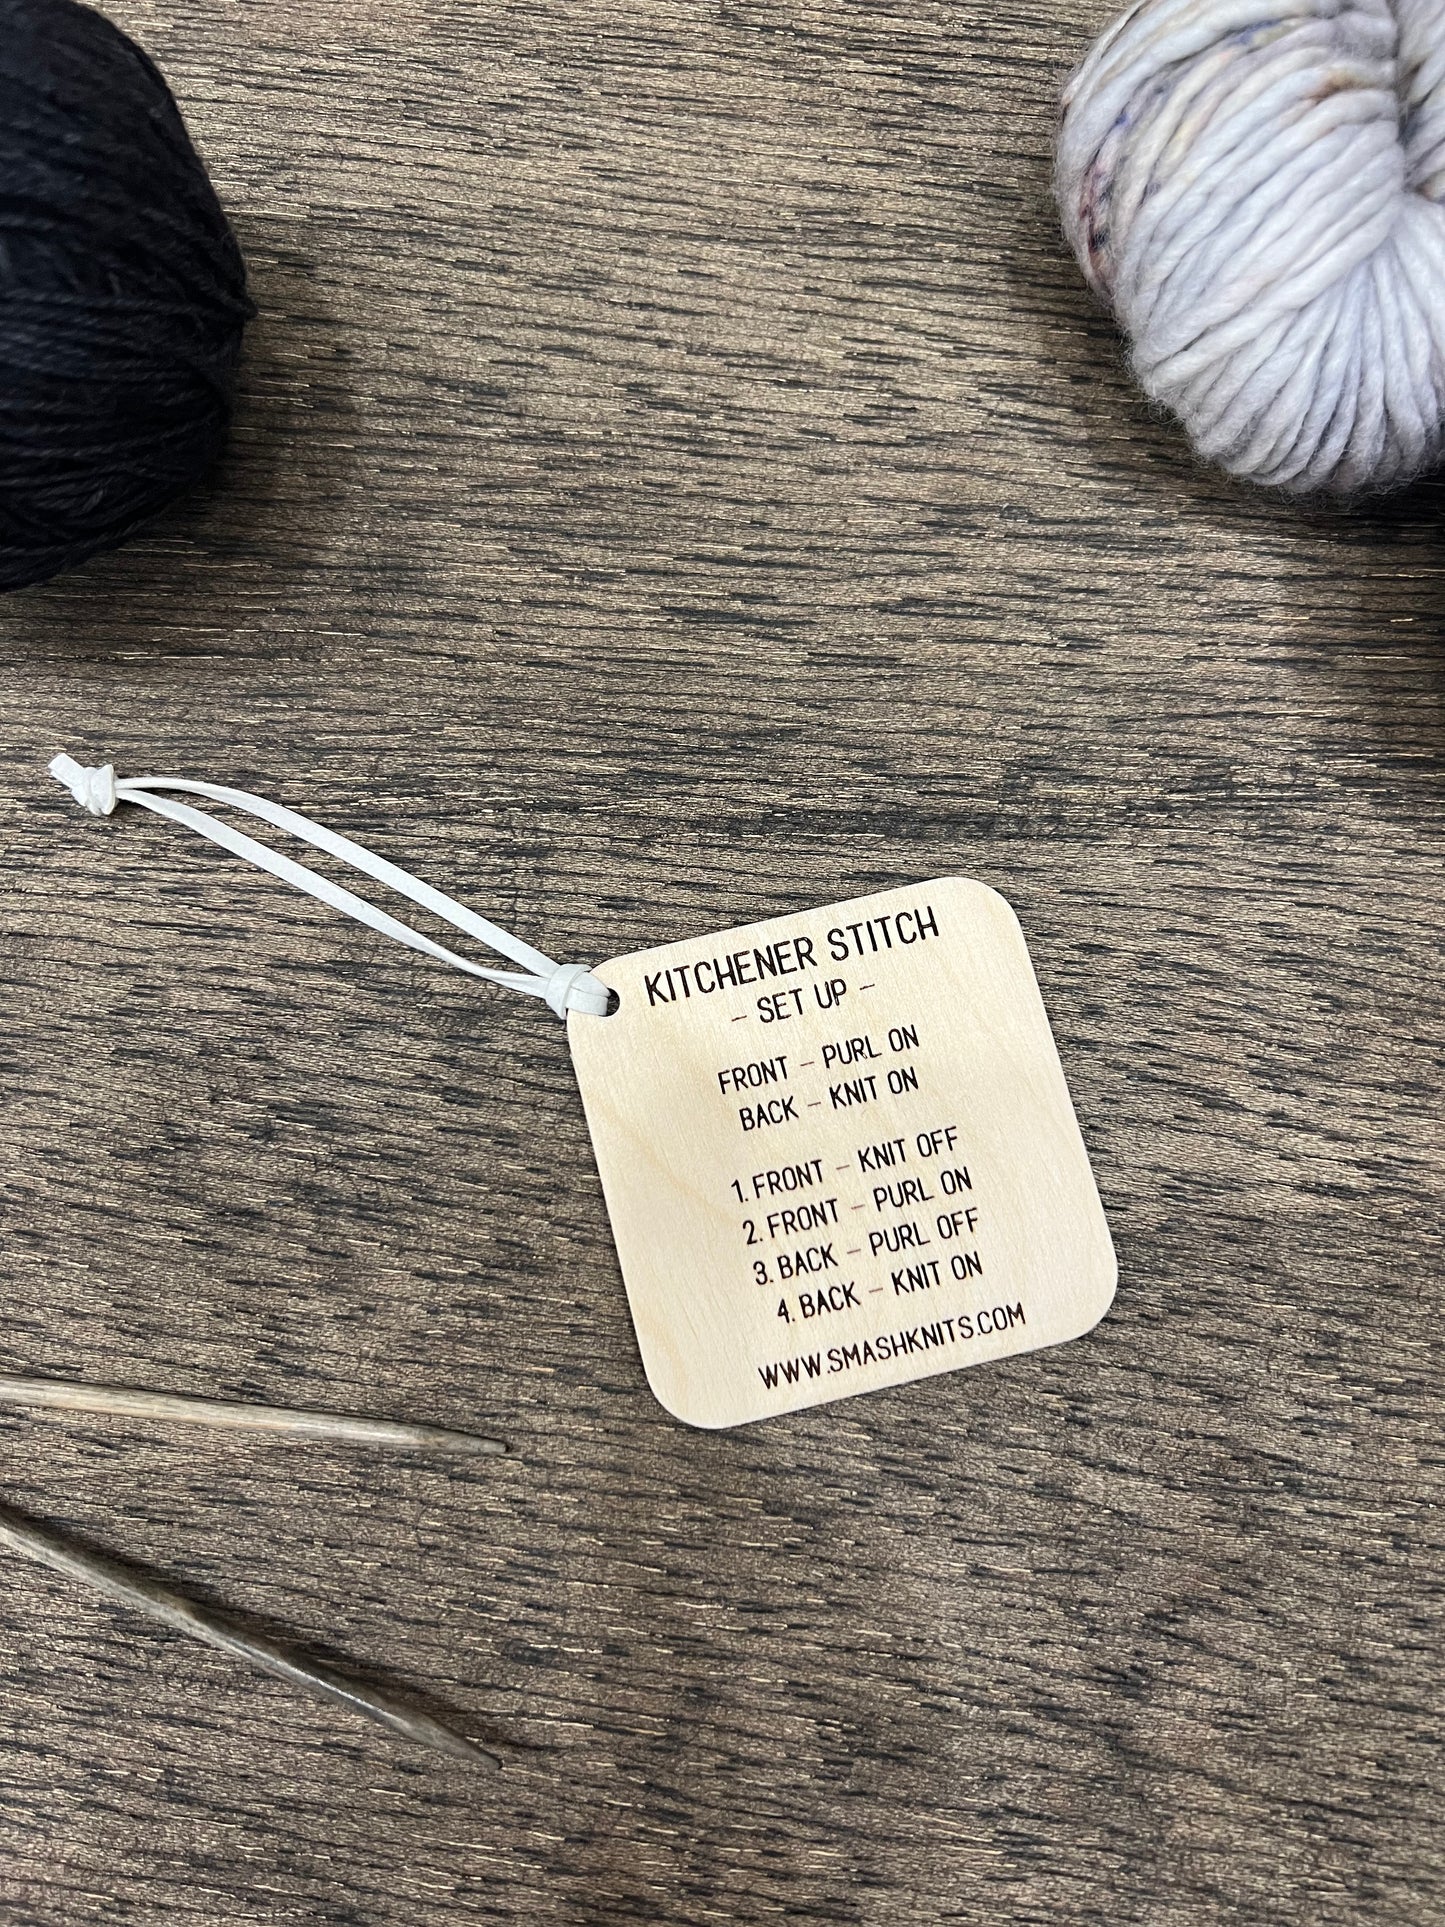 KITCHENER STITCH
- SET UP -
FRONT - PURL ON
BACK - KNIT ON
1. FRONT - KNIT OFF
2. FRONT - PURL ON
3. BACK - PURL OFF
4. BACK - KNIT ON
WWW.SMASHKNITS.COM